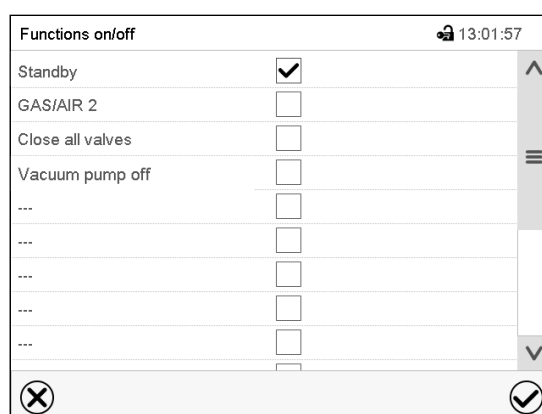 Functions on/off 13:01:57
Standby
GAS/AIR 2
Close all valves
Vacuum pump off
---
---
---
---
---